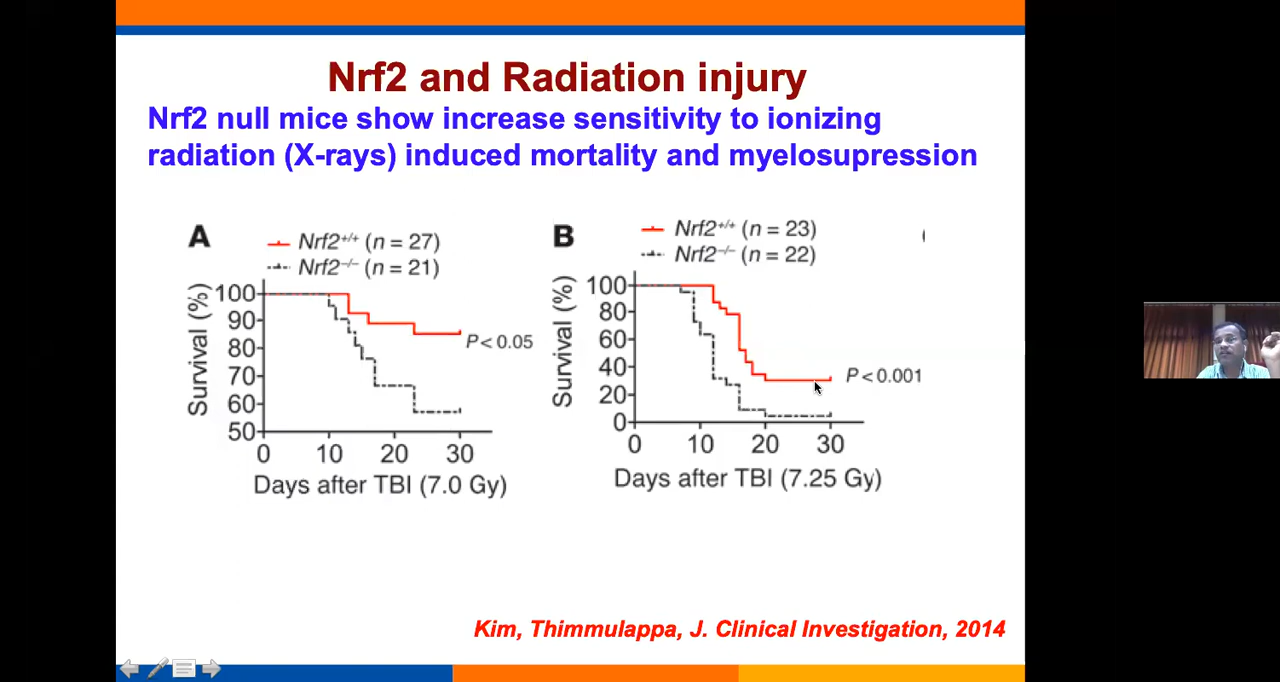 Nrf2 and Radiation injury
Nrf2 null mice show increase sensitivity to ionizing
radiation (X-rays) induced mortality and myelosupression
A
Nrf2+/+ (n = 27)
Nrf2-/- (n = 21)
Survival (%)
100
90
80
70
60
50
P < 0.05
0 10 20 30
Days after TBI (7.0 Gy)
B
Nrf2+/+ (n = 23)
Nrf2-/- (n = 22)
Survival (%)
100
80
60
40
20
0
P < 0.001
0 10 20 30
Days after TBI (7.25 Gy)
Kim, Thimmulappa, J. Clinical Investigation, 2014